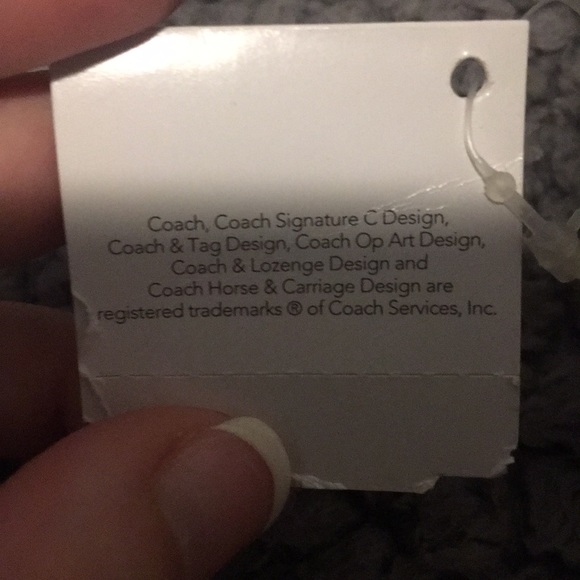 Coach, Coach Signature C Design,
Coach & Tag Design, Coach Op Art Design,
Coach & Lozenge Design and
Coach Horse & Carriage Design are
registered trademarks ® of Coach Services, Inc.